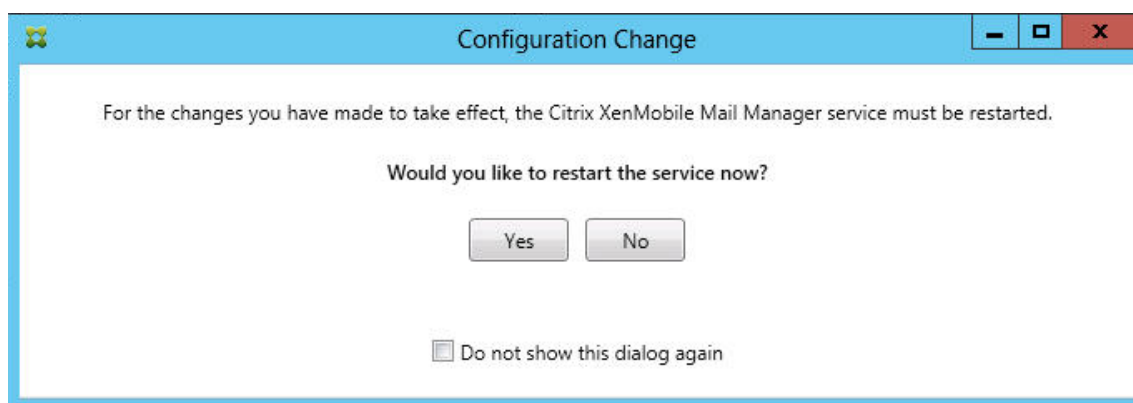 Configuration Change
For the changes you have made to take effect, the Citrix XenMobile Mail Manager service must be restarted.
Would you like to restart the service now?
Yes No
Do not show this dialog again